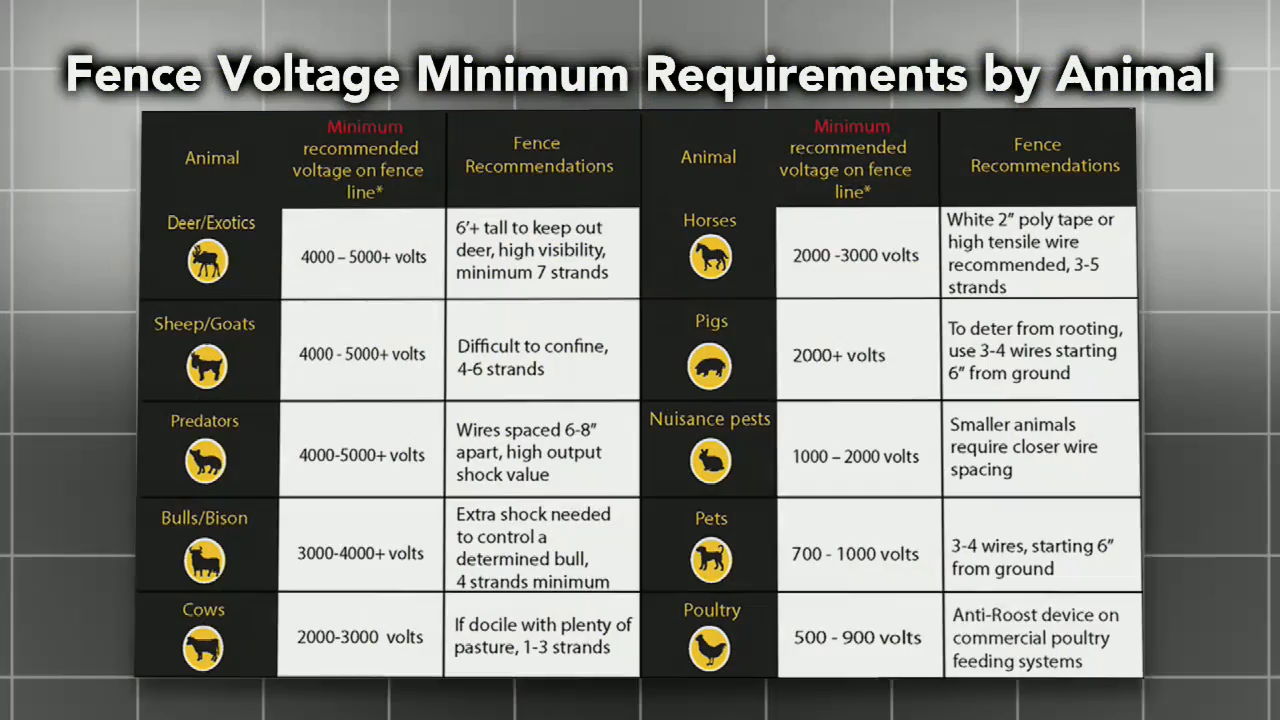 Fence Voltage Minimum Requirements by Animal
Animal
Minimum
recommended
voltage on fence
line*
Fence
Recommendations
Animal
Minimum
recommended
voltage on fence
line*
Fence
Recommendations
Deer/Exotics
4000 – 5000+ volts
6’+ tall to keep out
deer, high visibility,
minimum 7 strands
Horses
2000 -3000 volts
White 2” poly tape or
high tensile wire
recommended, 3-5
strands
Sheep/Goats
4000 - 5000+ volts
Difficult to confine,
4-6 strands
Pigs
2000+ volts
To deter from rooting,
use 3-4 wires starting
6” from ground
Predators
4000-5000+ volts
Wires spaced 6-8”
apart, high output
shock value
Nuisance pests
1000 – 2000 volts
Smaller animals
require closer wire
spacing
Bulls/Bison
3000-4000+ volts
Extra shock needed
to control a
determined bull,
4 strands minimum
Pets
700 - 1000 volts
3-4 wires, starting 6”
from ground
Cows
2000-3000 volts
If docile with plenty of
pasture, 1-3 strands
Poultry
500 - 900 volts
Anti-Roost device on
commercial poultry
feeding systems